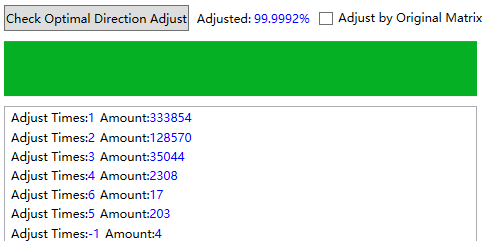 Check Optimal Direction Adjust Adjusted: 99.9992% Adjust by Original Matrix
Adjust Times:1 Amount:333854
Adjust Times:2 Amount:128570
Adjust Times:3 Amount:35044
Adjust Times:4 Amount:2308
Adjust Times:6 Amount:17
Adjust Times:5 Amount:203
Adjust Times:-1 Amount:4